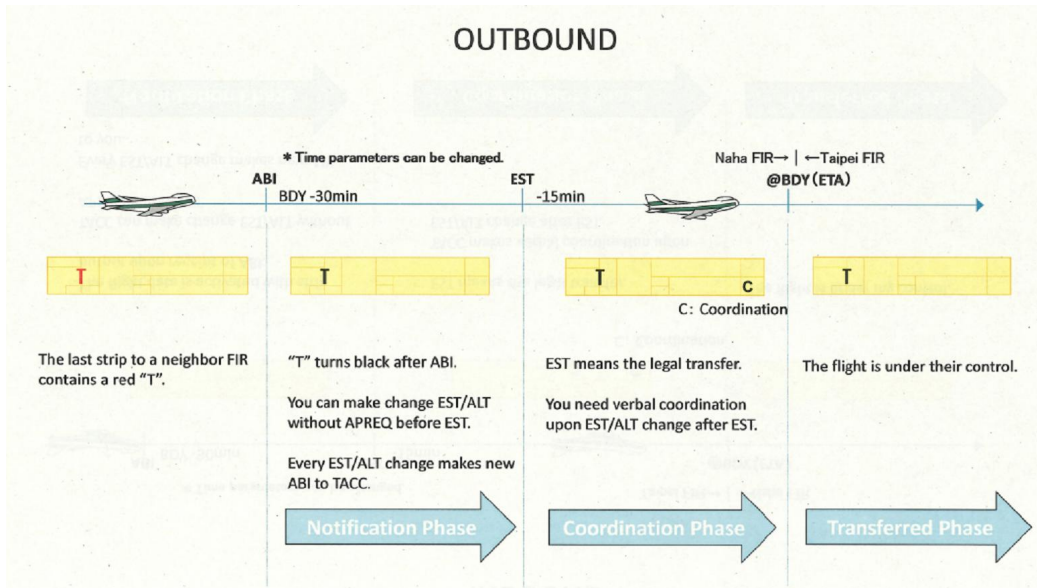 OUTBOUND
* Time parameters can be changed.
Naha FIR→ | ←Taipei FIR
ABI
EST
@BDY(ETA)
BDY -30min
-15min
T
T
T
C
T
C: Coordination
The last strip to a neighbor FIR
contains a red "T".
"T" turns black after ABI.
You can make change EST/ALT
without APREQ before EST.
Every EST/ALT change makes new
ABI to TACC.
EST means the legal transfer.
You need verbal coordination
upon EST/ALT change after EST.
The flight is under their control.
Notification Phase
Coordination Phase
Transferred Phase